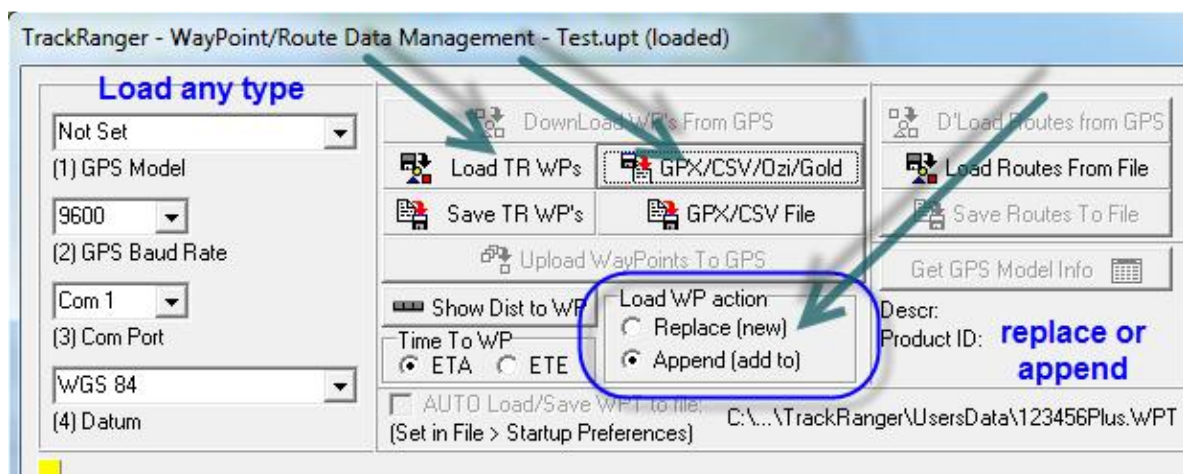 TrackRanger - WayPoint/Route Data Management - Test.upt (loaded)
Load any type
Not Set
(1) GPS Model
9600
(2) GPS Baud Rate
Com 1
(3) Com Port
WGS 84
(4) Datum
DownLoad WP's From GPS
Load TR WPs
GPX/CSV/Ozi/Gold
Save TR WP's
GPX/CSV File
Upload WayPoints To GPS
Show Dist to WP
Time To WP
ETA
ETE
Load WP action
Replace (new)
Append (add to)
AUTO Load/Save WPT to file:
(Set in File > Startup Preferences)
C:\...\TrackRanger\UsersData\123456Plus.WPT
D'Load Routes from GPS
Load Routes From File
Save Routes To File
Get GPS Model Info
Descr:
Product ID:
replace or
append